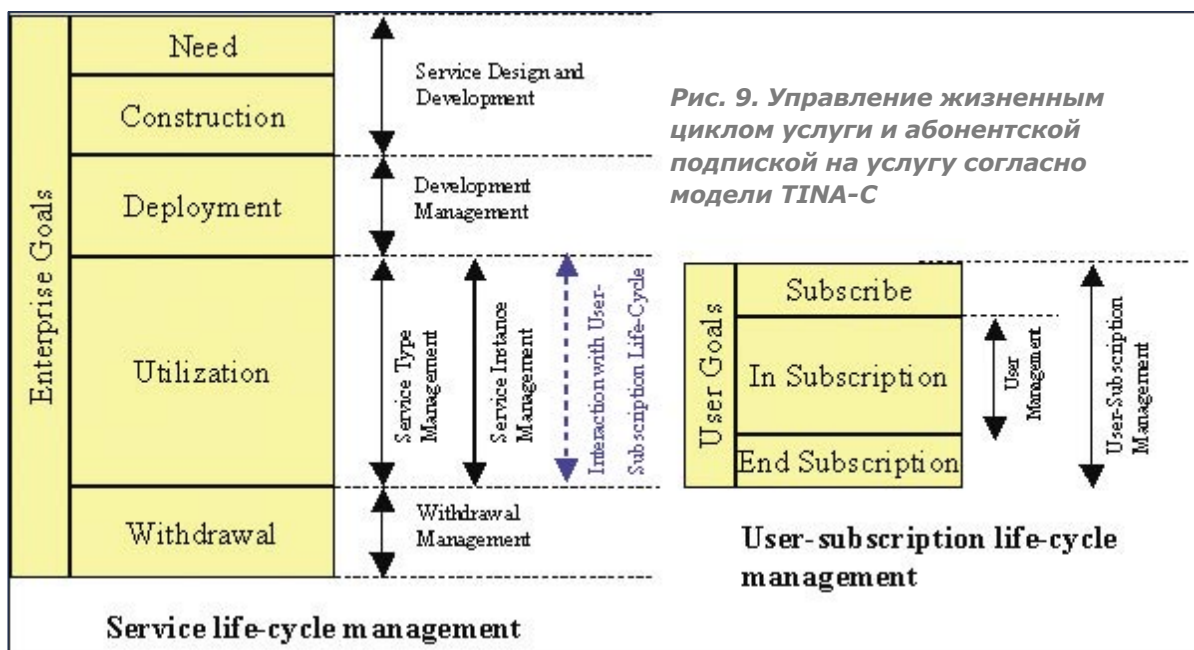 Need
Construction
Deployment
Utilization
Withdrawal
Enterprise Goals
Service Design and
Development
Development
Management
Service Type
Management
Service Instance
Management
Interaction with User-
Subscription Life-Cycle
Withdrawal
Management
Service life-cycle management
Рис. 9. Управление жизненным
циклом услуги и абонентской
подпиской на услугу согласно
модели TINA-C
User Goals
Subscribe
In Subscription
End Subscription
User
Management
User-Subscription
Management
User-subscription life-cycle
management